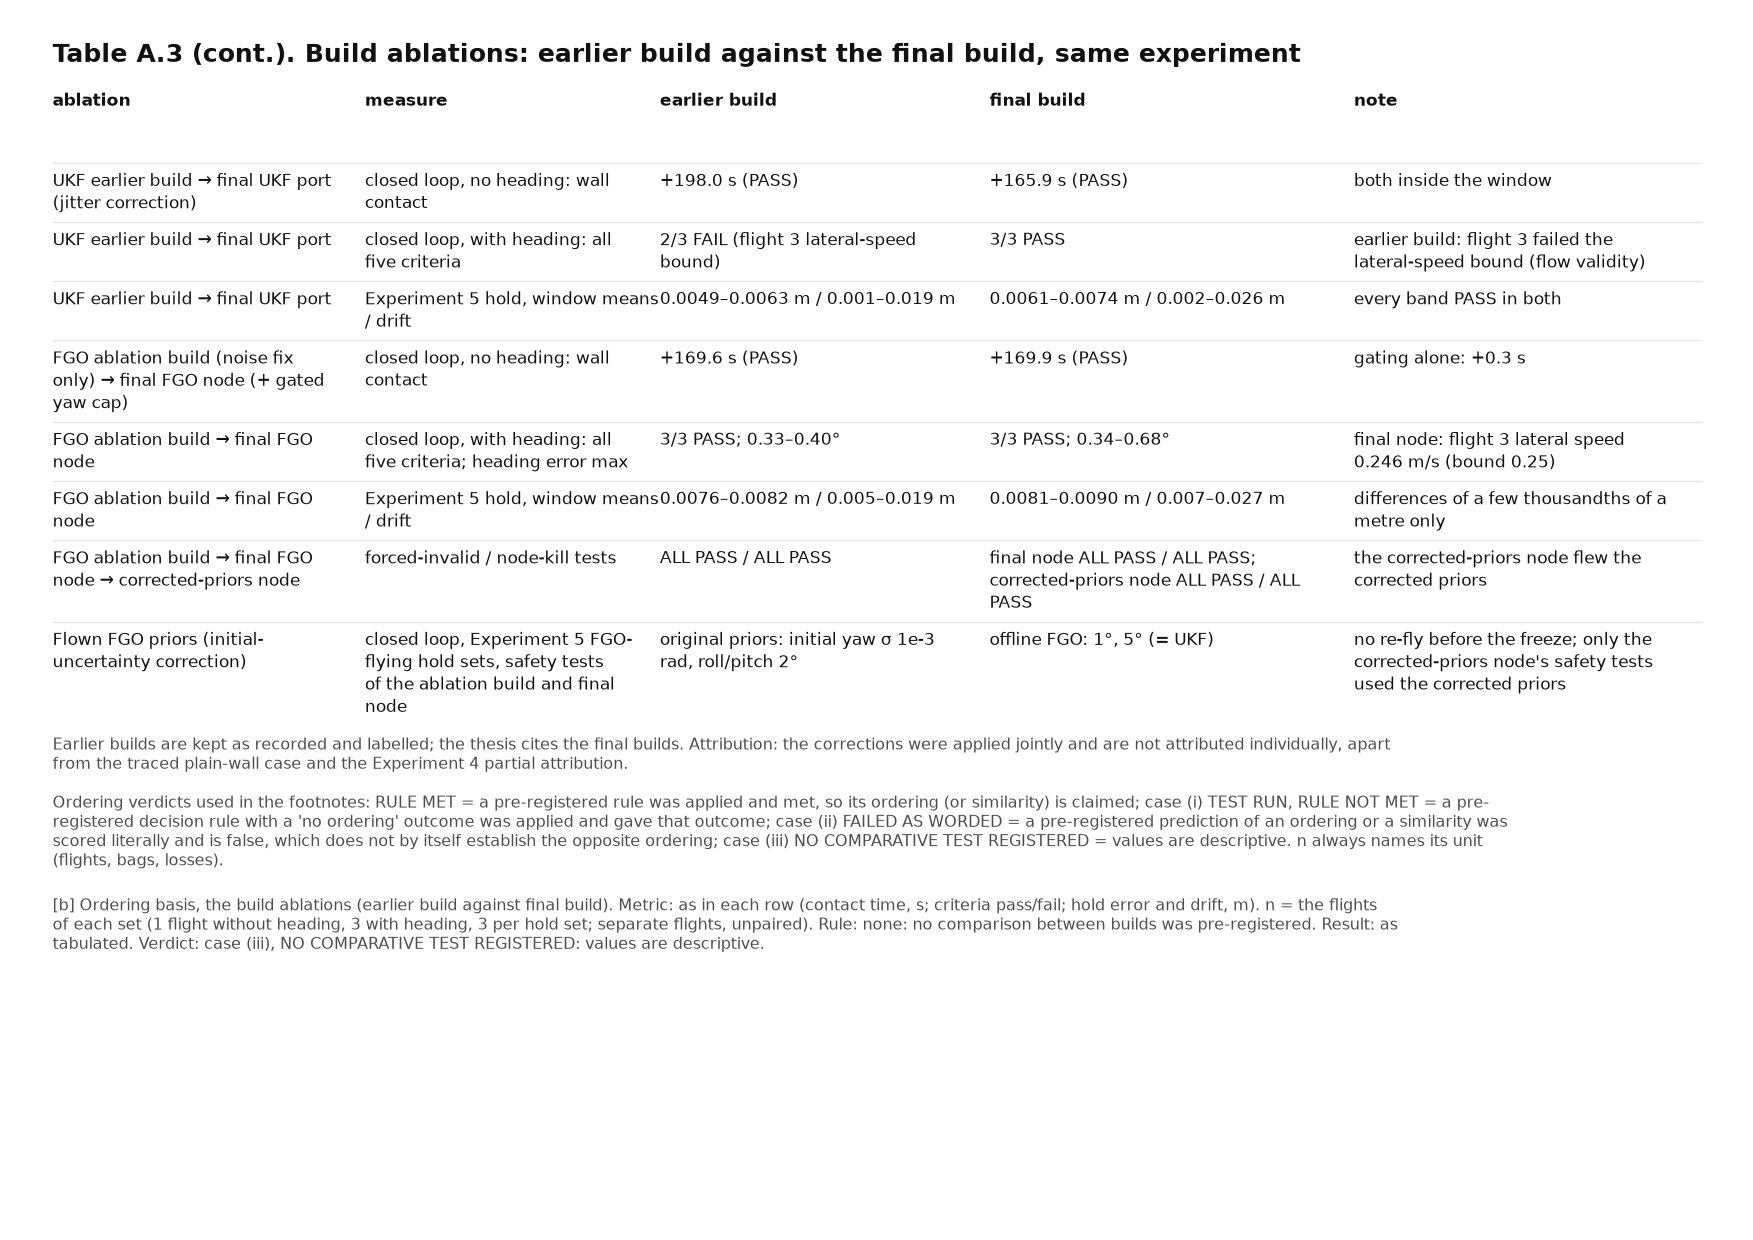 Table A.3 (cont.). Build ablations: earlier build against the final build, same experiment
ablation measure earlier build final build note
UKF earlier build → final UKF port closed loop, no heading: wall +198.0 s (PASS) +165.9 s (PASS) both inside the window
(jitter correction) contact
UKF earlier build → final UKF port closed loop, with heading: all 2/3 FAIL (flight 3 lateral-speed 3/3 PASS earlier build: flight 3 failed the
five criteria bound) lateral-speed bound (flow validity)
UKF earlier build → final UKF port Experiment 5 hold, window means 0.0049–0.0063 m / 0.001–0.019 m 0.0061–0.0074 m / 0.002–0.026 m every band PASS in both
/ drift
FGO ablation build (noise fix closed loop, no heading: wall +169.6 s (PASS) +169.9 s (PASS) gating alone: +0.3 s
only) → final FGO node (+ gated contact
yaw cap)
FGO ablation build → final FGO closed loop, with heading: all 3/3 PASS; 0.33–0.40° 3/3 PASS; 0.34–0.68° final node: flight 3 lateral speed
node five criteria; heading error max 0.246 m/s (bound 0.25)
FGO ablation build → final FGO Experiment 5 hold, window means 0.0076–0.0082 m / 0.005–0.019 m 0.0081–0.0090 m / 0.007–0.027 m differences of a few thousandths of a
node / drift metre only
FGO ablation build → final FGO forced-invalid / node-kill tests ALL PASS / ALL PASS final node ALL PASS / ALL PASS; the corrected-priors node flew the
node → corrected-priors node corrected-priors node ALL PASS / ALL corrected priors
PASS
Flown FGO priors (initial- closed loop, Experiment 5 FGO- original priors: initial yaw σ 1e-3 offline FGO: 1°, 5° (= UKF) no re-fly before the freeze; only the
uncertainty correction) flying hold sets, safety tests rad, roll/pitch 2° corrected-priors node's safety tests
of the ablation build and final used the corrected priors
node
Earlier builds are kept as recorded and labelled; the thesis cites the final builds. Attribution: the corrections were applied jointly and are not attributed individually, apart
from the traced plain-wall case and the Experiment 4 partial attribution.
Ordering verdicts used in the footnotes: RULE MET = a pre-registered rule was applied and met, so its ordering (or similarity) is claimed; case (i) TEST RUN, RULE NOT MET = a pre-
registered decision rule with a 'no ordering' outcome was applied and gave that outcome; case (ii) FAILED AS WORDED = a pre-registered prediction of an ordering or a similarity was
scored literally and is false, which does not by itself establish the opposite ordering; case (iii) NO COMPARATIVE TEST REGISTERED = values are descriptive. n always names its unit
(flights, bags, losses).
[b] Ordering basis, the build ablations (earlier build against final build). Metric: as in each row (contact time, s; criteria pass/fail; hold error and drift, m). n = the flights
of each set (1 flight without heading, 3 with heading, 3 per hold set; separate flights, unpaired). Rule: none: no comparison between builds was pre-registered. Result: as
tabulated. Verdict: case (iii), NO COMPARATIVE TEST REGISTERED: values are descriptive.